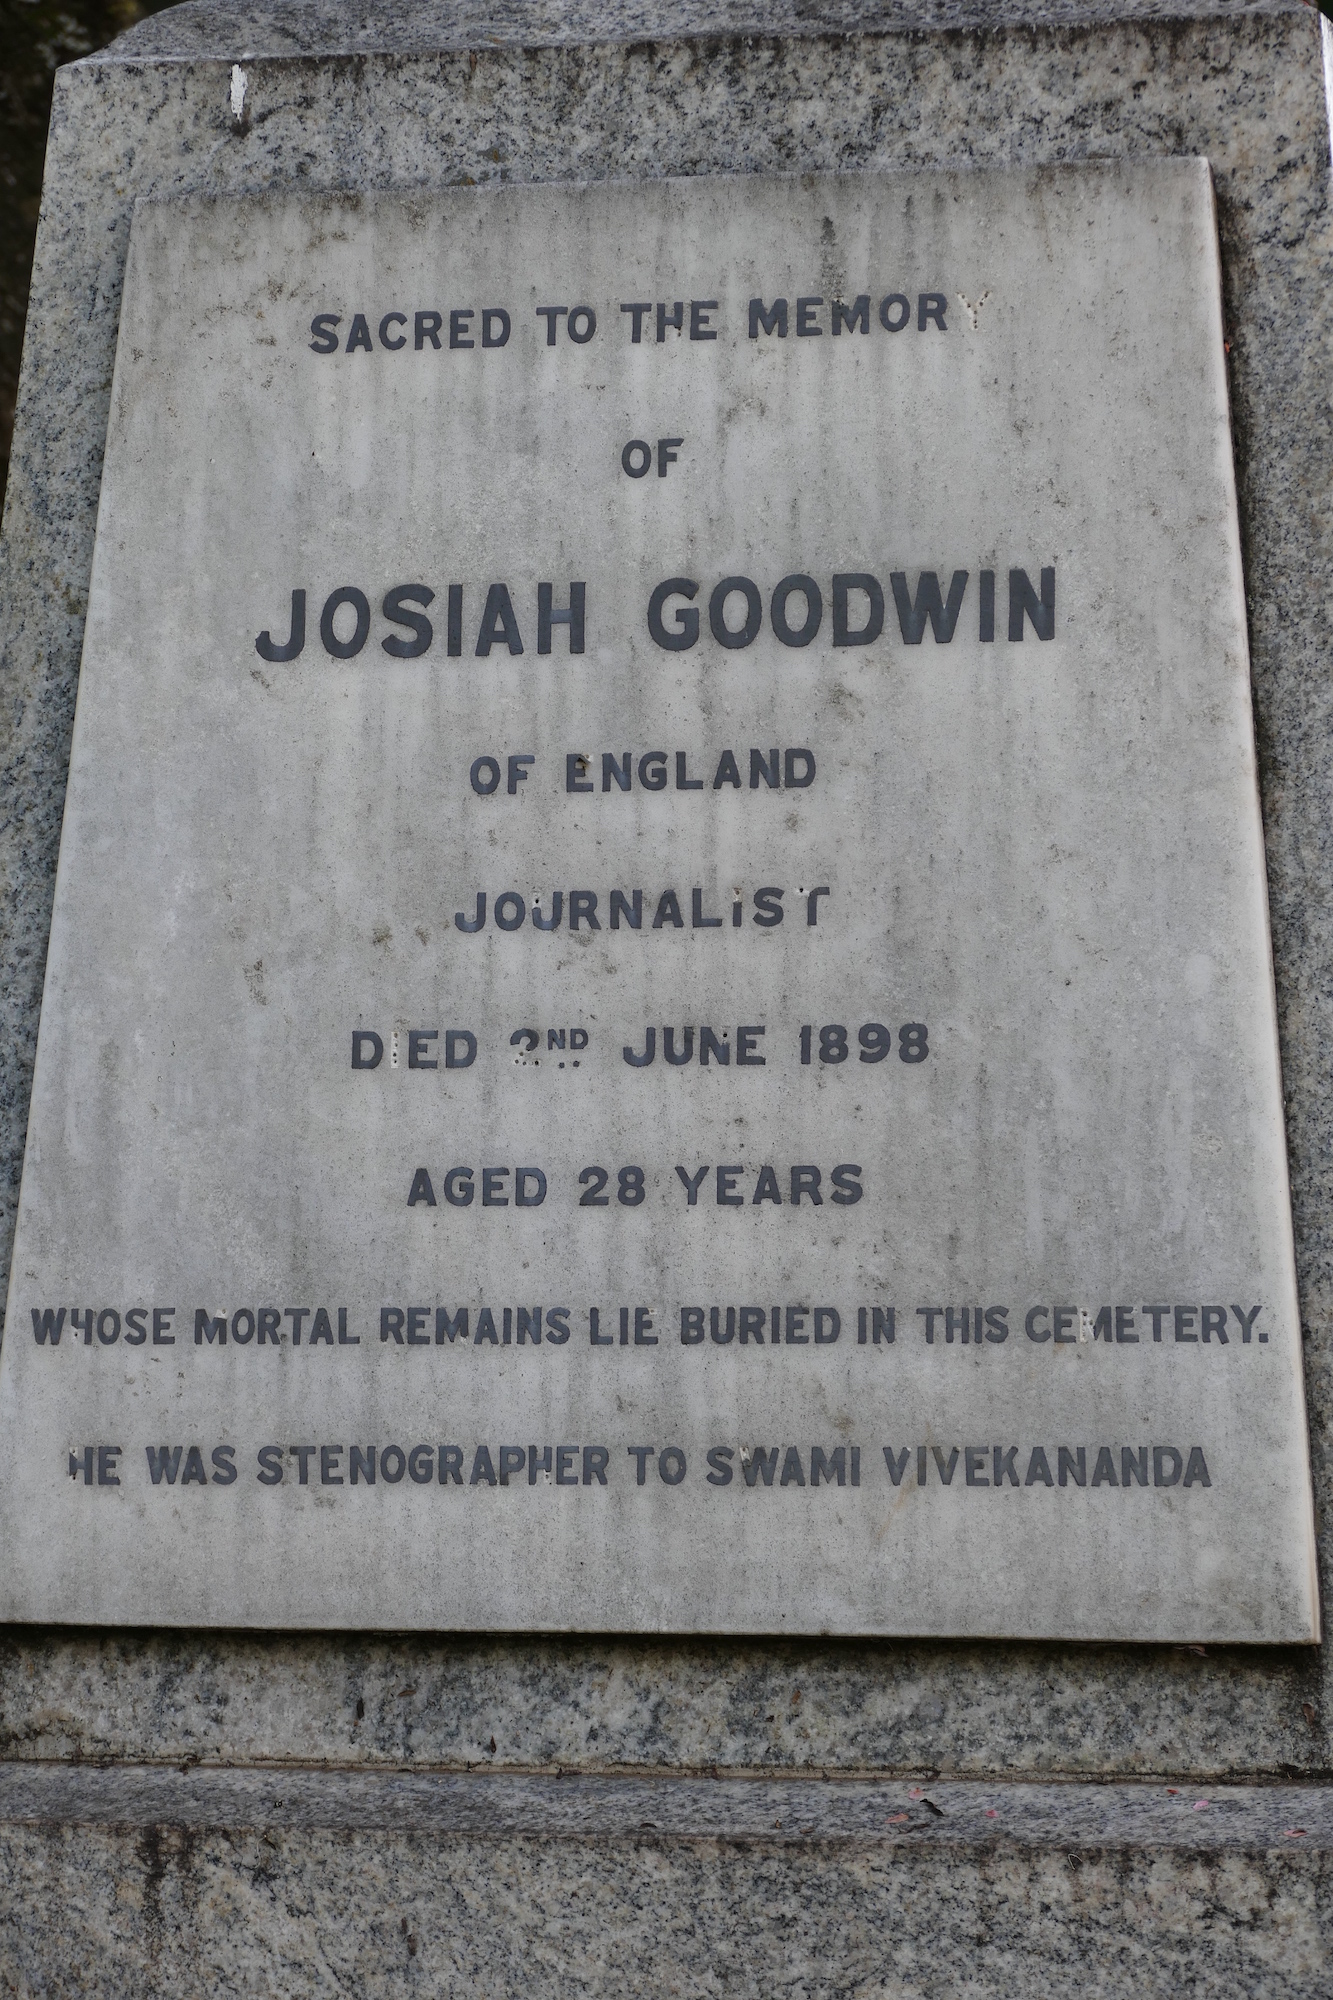 SACRED TO THE MEMORY
OF
JOSIAH GOODWIN
OF ENGLAND
JOURNALIST
DIED 2ND JUNE 1898
AGED 28 YEARS
WHOSE MORTAL REMAINS LIE BURIED IN THIS CEMETERY.
HE WAS STENOGRAPHER TO SWAMI VIVEKANANDA